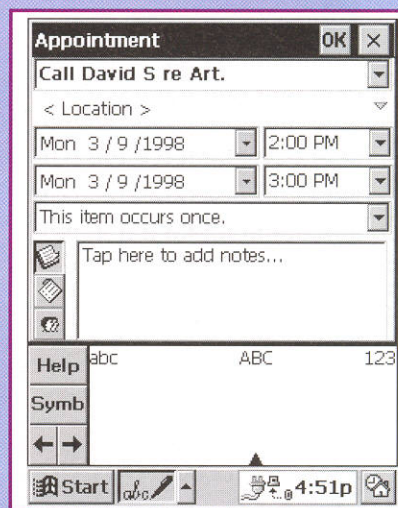 Appointment OK ×
Call David S re Art.
< Location >
Mon 3 / 9 /1998 2:00 PM
Mon 3 / 9 /1998 3:00 PM
This item occurs once.
Tap here to add notes...
Help abc ABC 123
Symb
← →
Start abc 4:51p